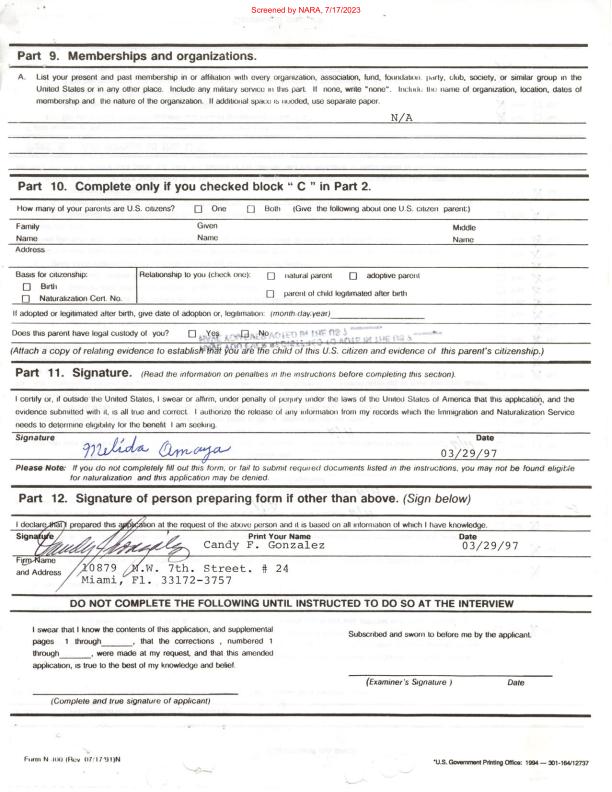 Screened by NARA, 7/17/2023
Part 9. Memberships and organizations.
A. List your present and past membership in or affiliation with every organization, association, fund, foundation, party, club, society, or similar group in the
United States or in any other place. Include any military service in this part. If none, write "none". Include the name of organization, location, dates of
membership and the nature of the organization. If additional space is needed, use separate paper.
N/A
Part 10. Complete only if you checked block " C " in Part 2.
How many of your parents are U.S. citizens? One Both (Give the following about one U.S. citizen parent:)
Family Given Middle
Name Name Name
Address
Basis for citizenship: Relationship to you (check one): natural parent adoptive parent
Birth
Naturalization Cert. No. parent of child legitimated after birth
If adopted or legitimated after birth, give date of adoption or, legitimation: (month/day/year)
Does this parent have legal custody of you? Yes No
(Attach a copy of relating evidence to establish that you are the child of this U.S. citizen and evidence of this parent's citizenship.)
Part 11. Signature. (Read the information on penalties in the instructions before completing this section).
I certify or, if outside the United States, I swear or affirm, under penalty of perjury under the laws of the United States of America that this application, and the
evidence submitted with it, is all true and correct. I authorize the release of any information from my records which the Immigration and Naturalization Service
needs to determine eligibility for the benefit I am seeking.
Signature Date
Melida Amaya 03/29/97
Please Note: If you do not completely fill out this form, or fail to submit required documents listed in the instructions, you may not be found eligible
for naturalization and this application may be denied.
Part 12. Signature of person preparing form if other than above. (Sign below)
I declare that I prepared this application at the request of the above person and it is based on all information of which I have knowledge.
Signature Print Your Name Date
Candy F. Gonzalez 03/29/97
Firm Name
and Address 10879 N.W. 7th. Street. # 24
Miami, Fl. 33172-3757
DO NOT COMPLETE THE FOLLOWING UNTIL INSTRUCTED TO DO SO AT THE INTERVIEW
I swear that I know the contents of this application, and supplemental
pages 1 through ______, that the corrections , numbered 1
through ______, were made at my request, and that this amended
application, is true to the best of my knowledge and belief.
Subscribed and sworn to before me by the applicant.
(Examiner's Signature ) Date
(Complete and true signature of applicant)
Form N-400 (Rev. 07/17/91)N
*U.S. Government Printing Office: 1994 — 301-164/12737